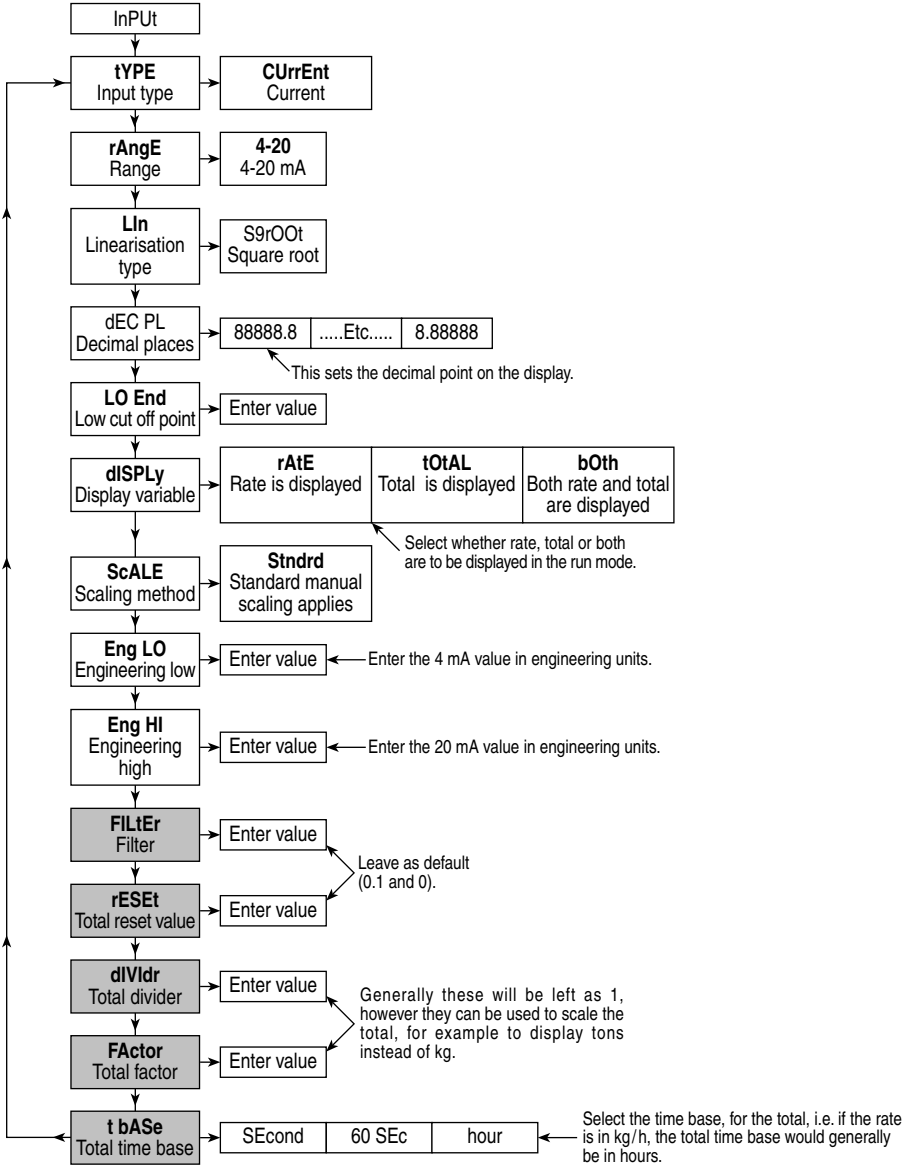 InPUt
tYPE
Input type
CUrrEnt
Current
rAngE
Range
4-20
4-20 mA
LIn
Linearisation
type
S9rOOt
Square root
dEC PL
Decimal places
88888.8
.....Etc.....
8.88888
This sets the decimal point on the display.
LO End
Low cut off point
Enter value
dISPLy
Display variable
rAtE
Rate is displayed
tOtAL
Total is displayed
bOth
Both rate and total
are displayed
Select whether rate, total or both
are to be displayed in the run mode.
ScALE
Scaling method
Stndrd
Standard manual
scaling applies
Eng LO
Engineering low
Enter value
Enter the 4 mA value in engineering units.
Eng HI
Engineering
high
Enter value
Enter the 20 mA value in engineering units.
FILtEr
Filter
Enter value
Leave as default
(0.1 and 0).
rESEt
Total reset value
Enter value
dIVIdr
Total divider
Enter value
Generally these will be left as 1,
however they can be used to scale the
total, for example to display tons
instead of kg.
FActor
Total factor
Enter value
t bASe
Total time base
SEcond
60 SEc
hour
Select the time base, for the total, i.e. if the rate
is in kg/h, the total time base would generally
be in hours.